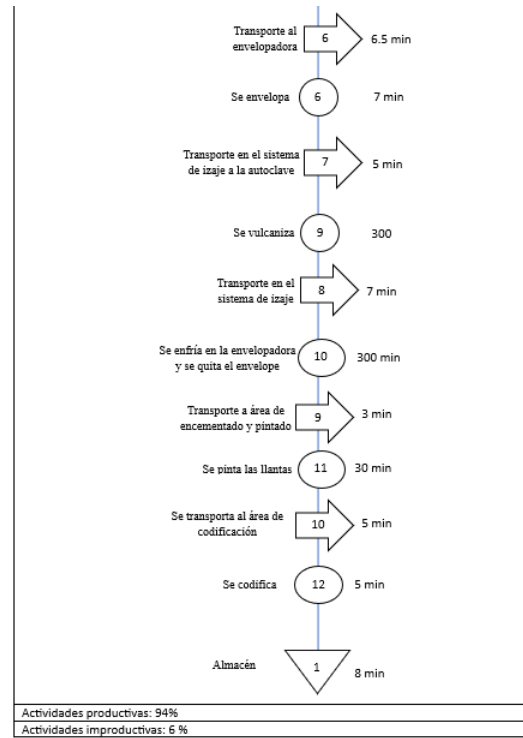 Transporte al
envelopadora
6
6.5 min
Se envelopa
6
7 min
Transporte en el sistema
de izaje a la autoclave
7
5 min
Se vulcaniza
9
300
Transporte en el
sistema de izaje
8
7 min
Se enfría en la envelopadora
y se quita el envelope
10
300 min
Transporte a área de
encementado y pintado
9
3 min
Se pinta las llantas
11
30 min
Se transporta al área de
codificación
10
5 min
Se codifica
12
5 min
Almacén
1
8 min
Actividades productivas: 94%
Actividades improductivas: 6 %